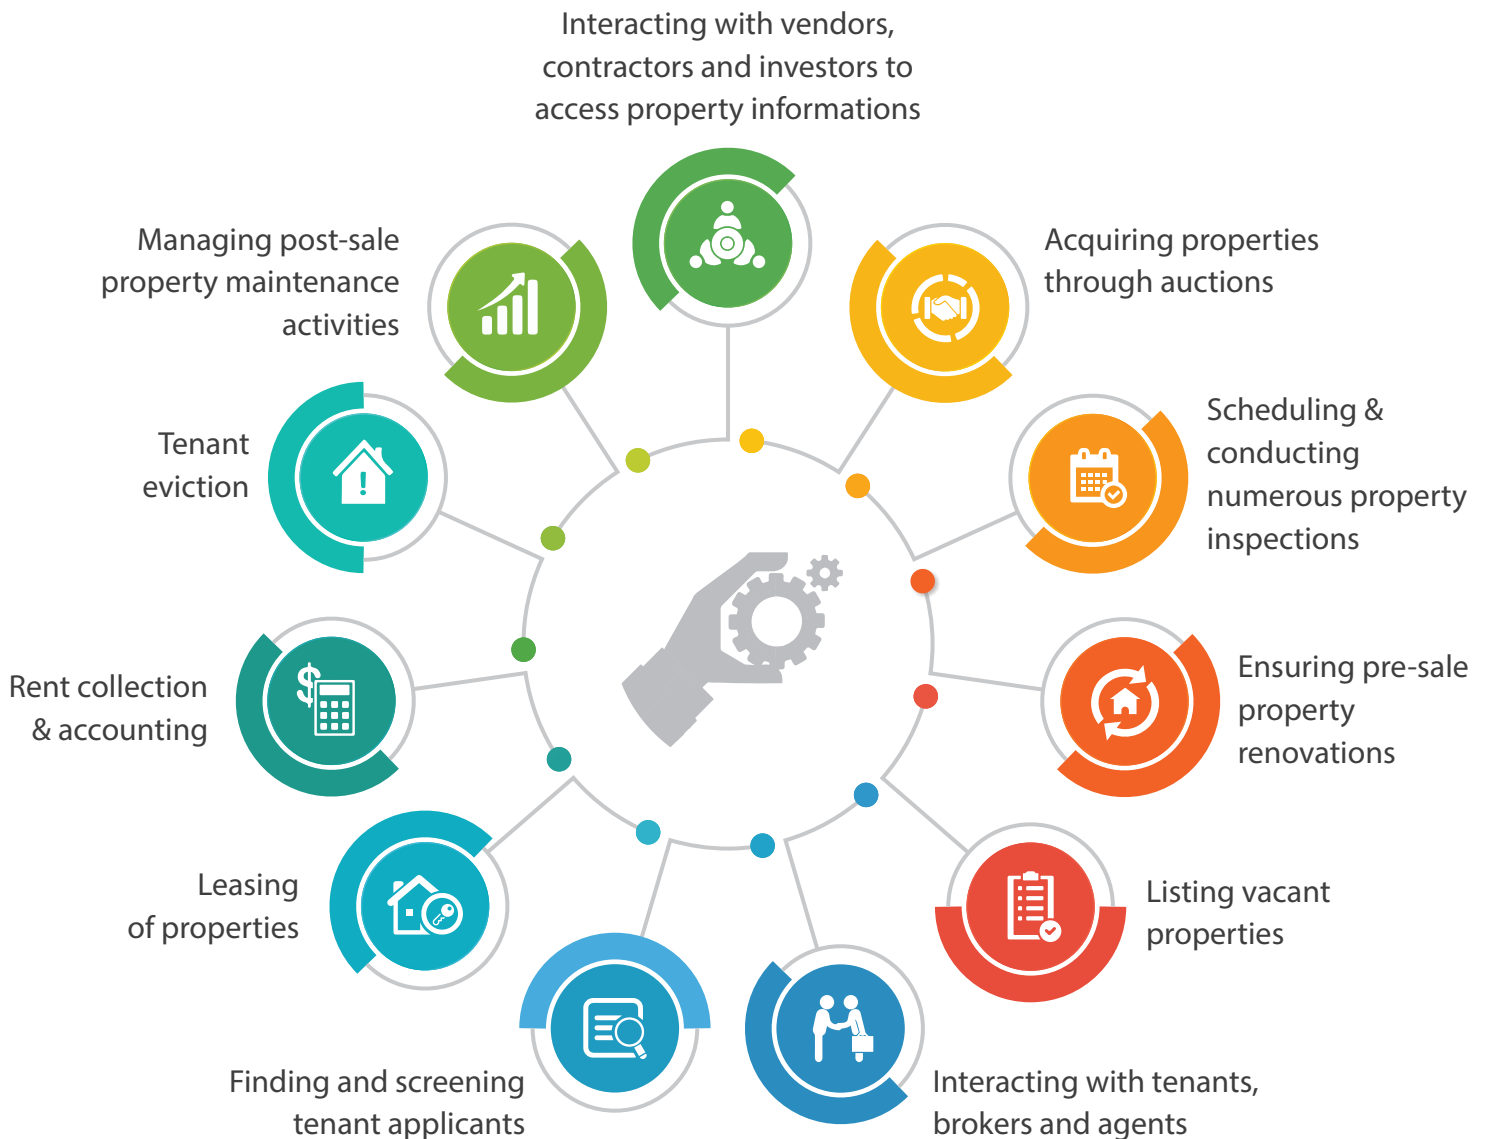 Interacting with vendors,
contractors and investors to
access property informations
Acquiring properties
through auctions
Scheduling &
conducting
numerous property
inspections
Ensuring pre-sale
property
renovations
Listing vacant
properties
Interacting with tenants,
brokers and agents
Finding and screening
tenant applicants
Leasing
of properties
Rent collection
& accounting
Tenant
eviction
Managing post-sale
property maintenance
activities